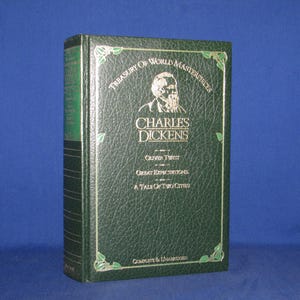 Treasury Of World Masterpieces
CHARLES
DICKENS
Oliver Twist
Great Expectations
A Tale Of Two Cities
Complete & Unabridged